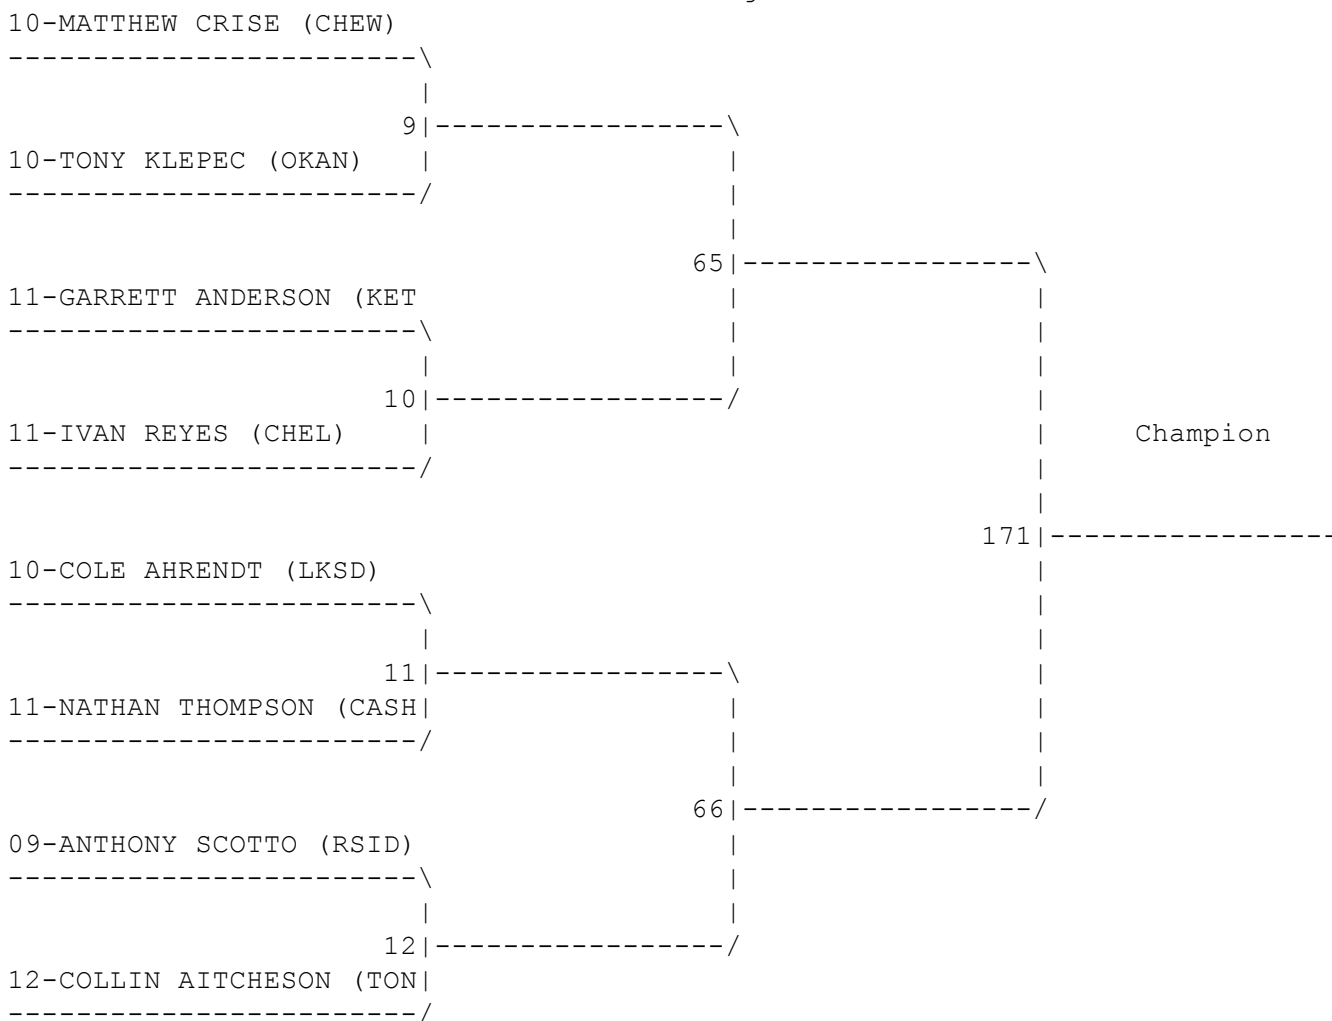 10-MATTHEW CRISE (CHEW)
9
10-TONY KLEPEC (OKAN)
65
11-GARRETT ANDERSON (KET
10
11-IVAN REYES (CHEL)
Champion
171
10-COLE AHRENDT (LKSD)
11
11-NATHAN THOMPSON (CASH
66
09-ANTHONY SCOTTO (RSID)
12
12-COLLIN AITCHESON (TON